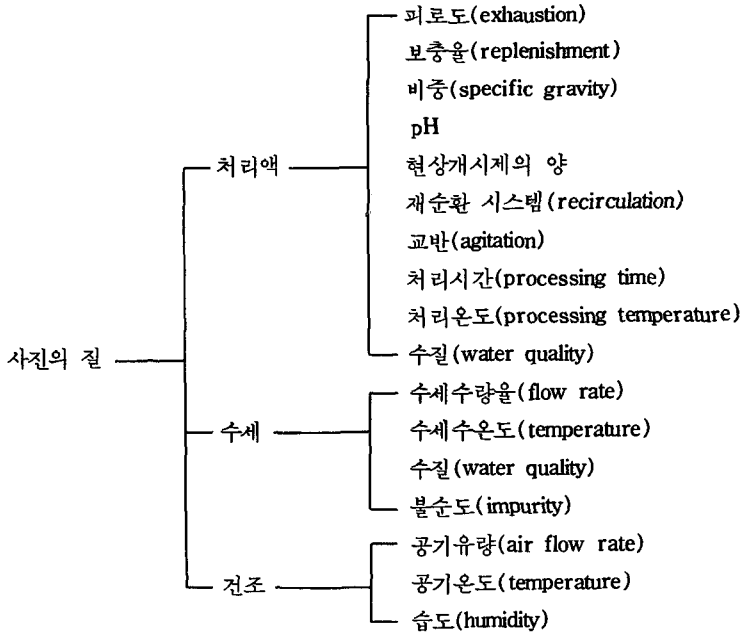 피로도(exhaustion)
보충율(replenishment)
비중(specific gravity)
pH
처리액
현상개시제의 양
재순환 시스템(recirculation)
교반(agitation)
처리시간(processing time)
처리온도(processing temperature)
사진의 질
수질(water quality)
수세수량율(flow rate)
수세
수세수온도(temperature)
수질(water quality)
불순도(impurity)
공기유량(air flow rate)
건조
공기온도(temperature)
습도(humidity)